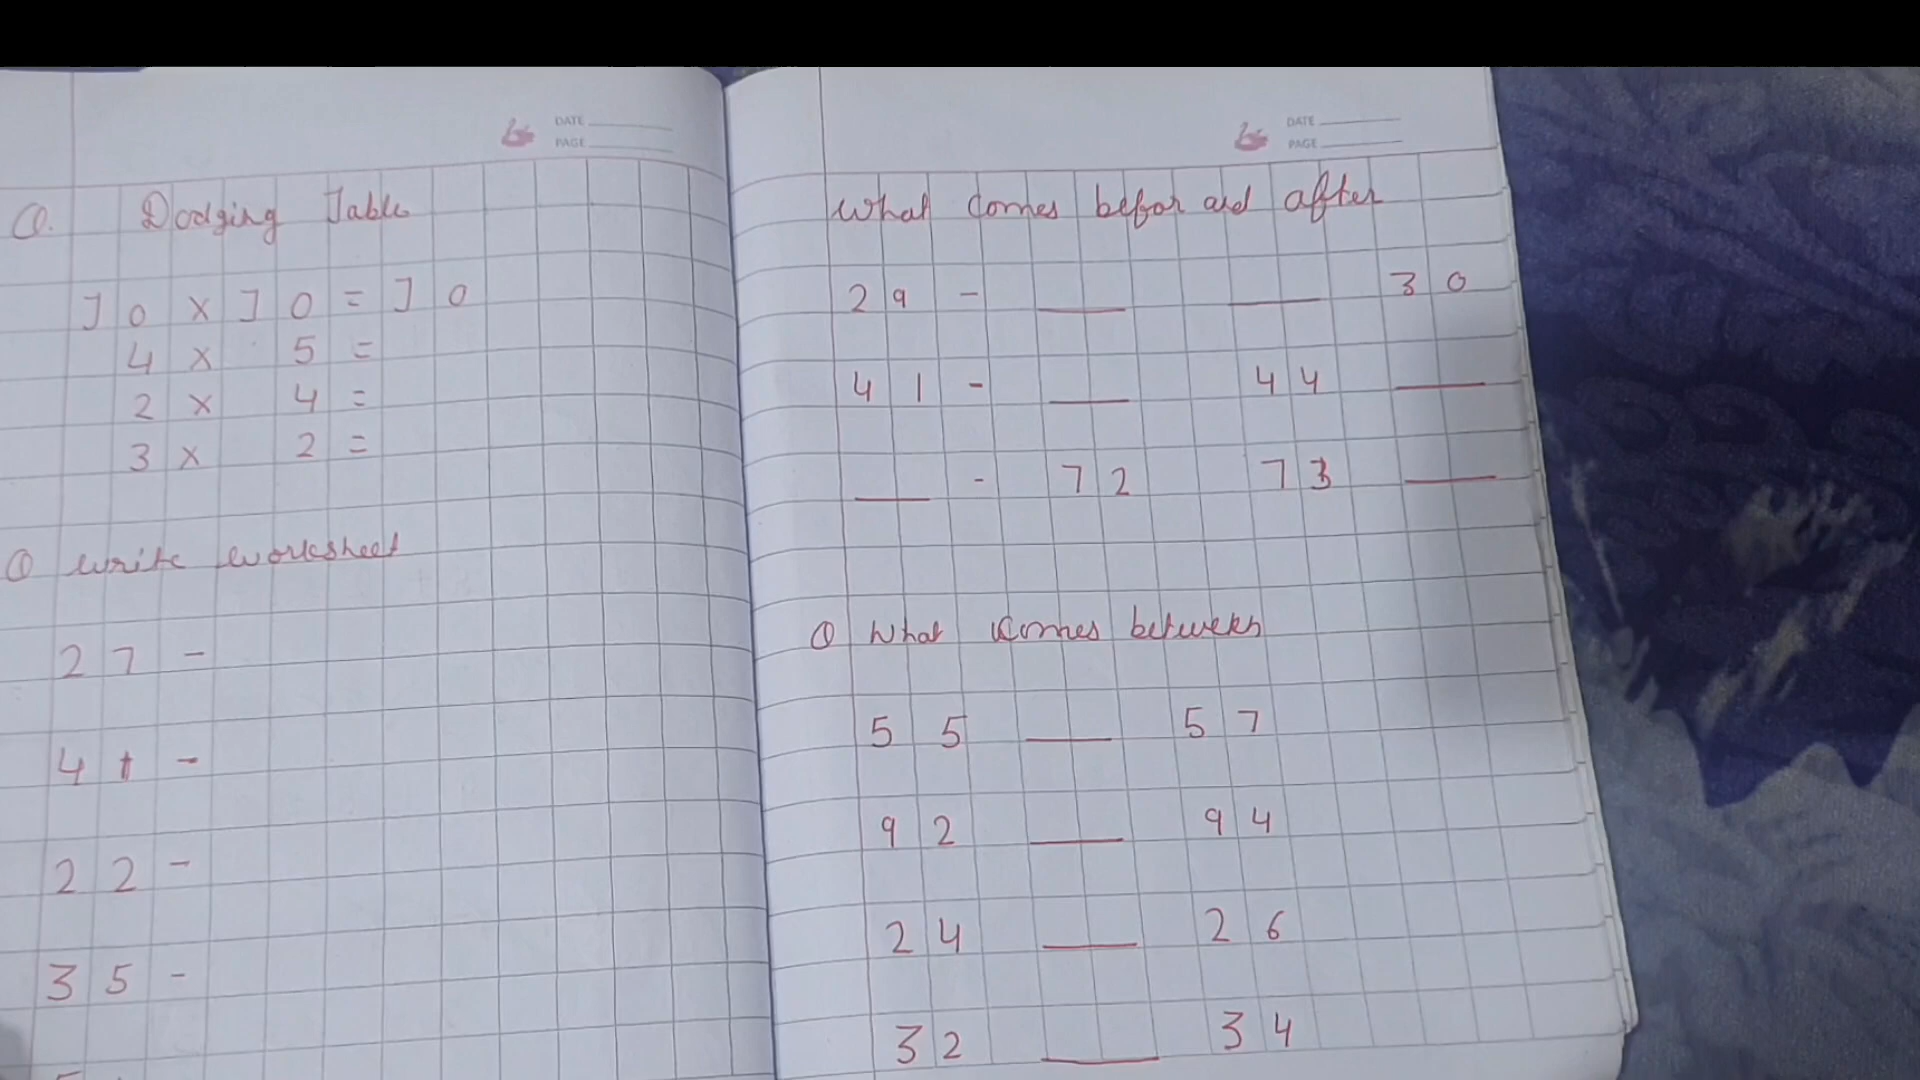 DATE
PAGE
Q. Dodging Table
10 x 10 = 10
4 x 5 =
2 x 4 =
3 x 2 =
Q write worksheet
27 -
41 -
22 -
35 -
DATE
PAGE
What comes befor and after
29 - ___ ___ 30
41 - ___ 44 ___
___ - 72 73 ___
Q What comes between
55 ___ 57
92 ___ 94
24 ___ 26
32 ___ 34